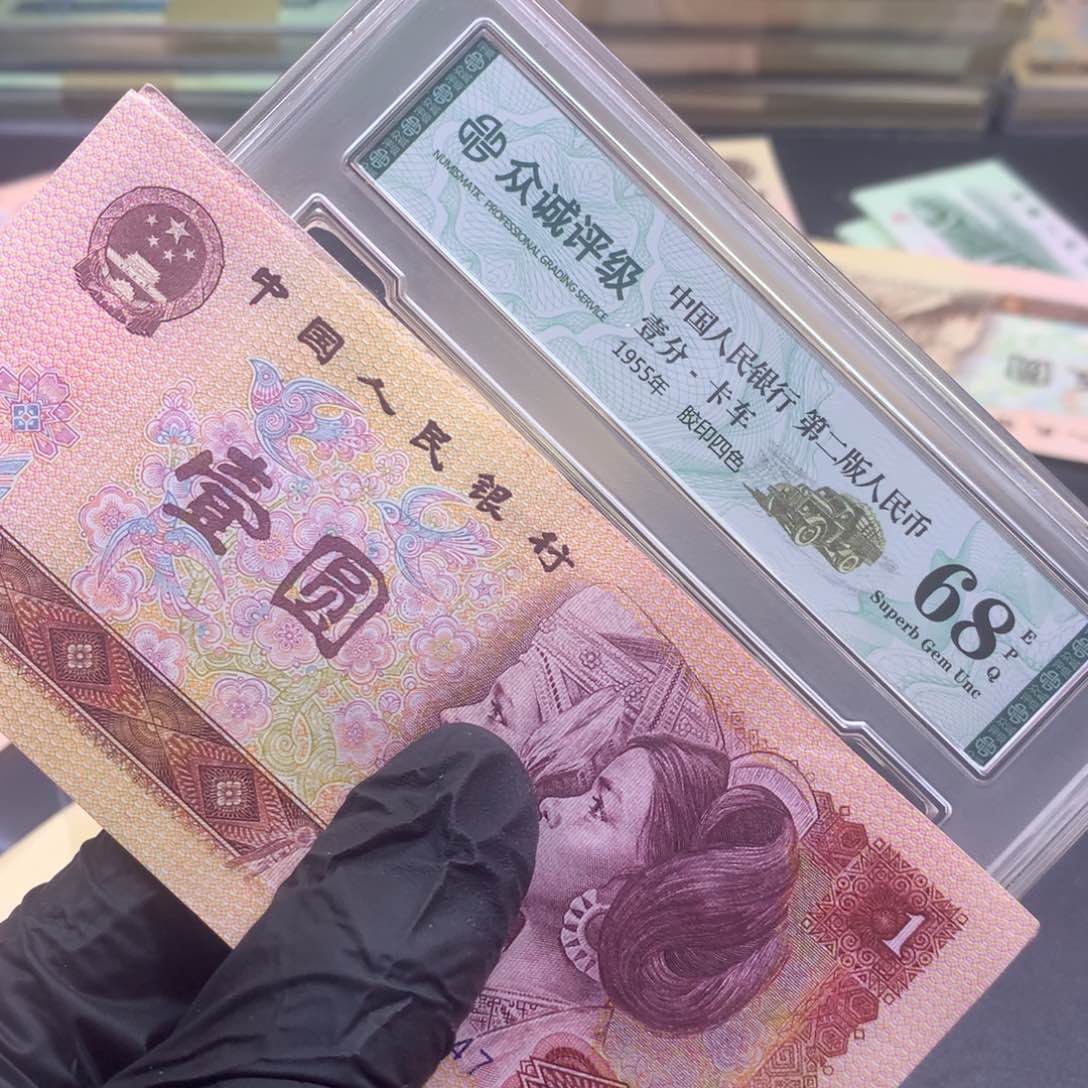 中国人民银行
壹圆
1
47
众诚评级
NUMISMATIC PROFESSIONAL GRADING SERVICE
中国人民银行 第二版人民币
壹分 - 卡车
1955年 胶印四色
68 EPQ
Superb Gem Unc
圆